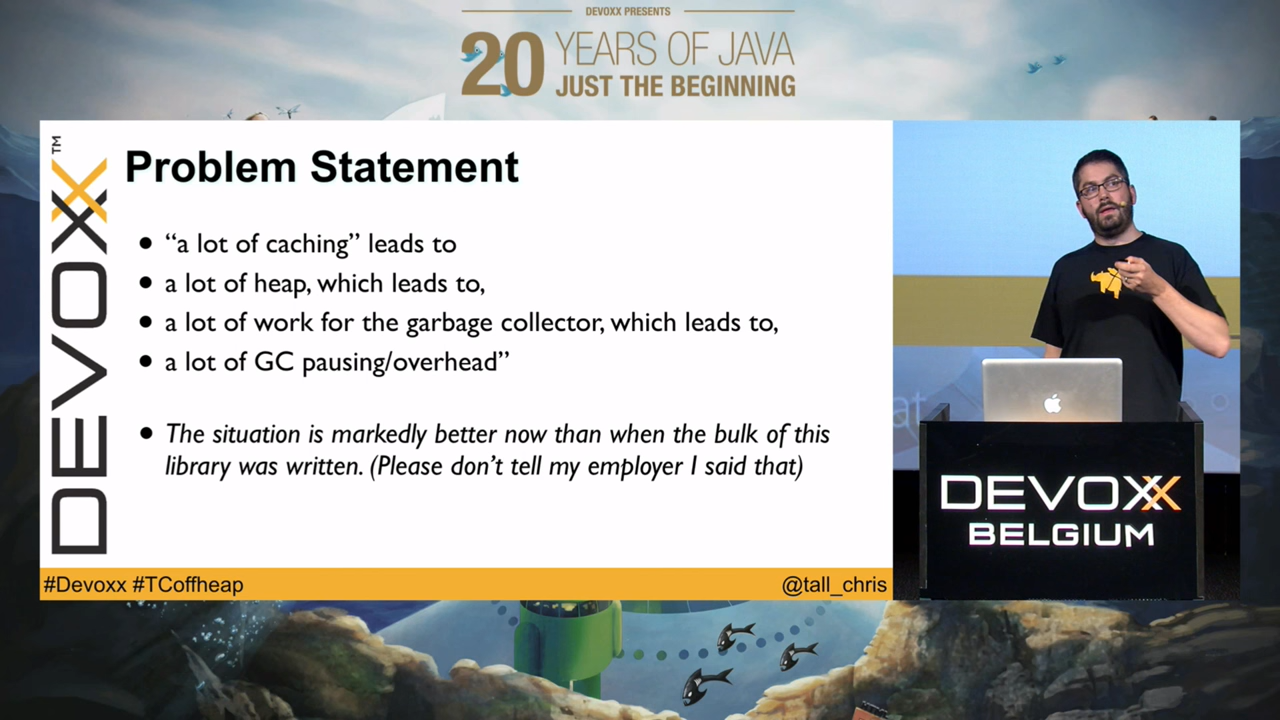 DEVOXX PRESENTS
20 YEARS OF JAVA
JUST THE BEGINNING
DEVOXX™
Problem Statement
• “a lot of caching” leads to
• a lot of heap, which leads to,
• a lot of work for the garbage collector, which leads to,
• a lot of GC pausing/overhead”
• The situation is markedly better now than when the bulk of this
library was written. (Please don’t tell my employer I said that)
#Devoxx #TCoffheap
@tall_chris
DEVOXX
BELGIUM